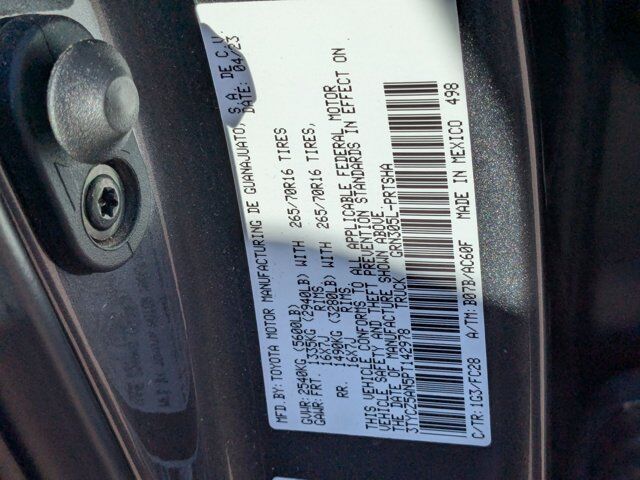 MFD.BY:TOYOTA MOTOR MANUFACTURING DE GUANAJUATO, S.A. DE C.V.
DATE: 04/23
GVWR:2540KG(5600LB)
GAWR:FRT. 1335KG(2940LB) WITH 265/70R16 TIRES
16X7J RIMS,
RR. 1490KG(3280LB) WITH 265/70R16 TIRES,
16X7J RIMS.
THIS VEHICLE CONFORMS TO ALL APPLICABLE FEDERAL MOTOR
VEHICLE SAFETY AND THEFT PREVENTION STANDARDS IN EFFECT ON
THE DATE OF MANUFACTURE SHOWN ABOVE.
3TYCZ5AN5PT142978 TRUCK GRN305L-PRTSHA
C/TR: 1G3/FC28 A/TM: B07B/AC60F MADE IN MEXICO 498